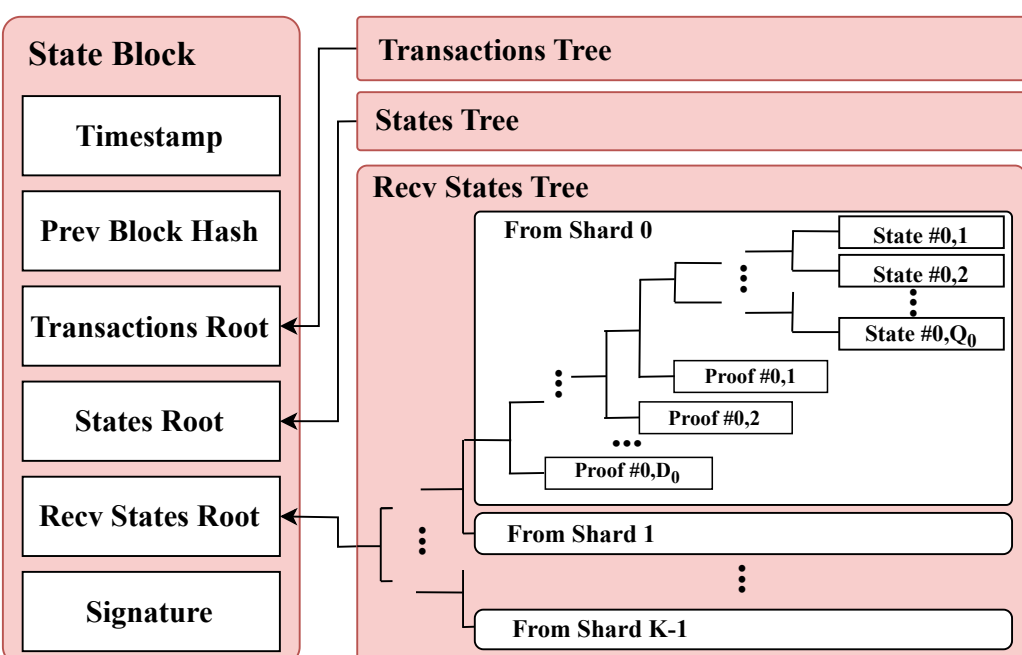 State Block
Timestamp
Prev Block Hash
Transactions Root
States Root
Recv States Root
Signature
Transactions Tree
States Tree
Recv States Tree
From Shard 0
State #0,1
State #0,2
State #0,Q₀
Proof #0,1
Proof #0,2
Proof #0,D₀
From Shard 1
From Shard K-1